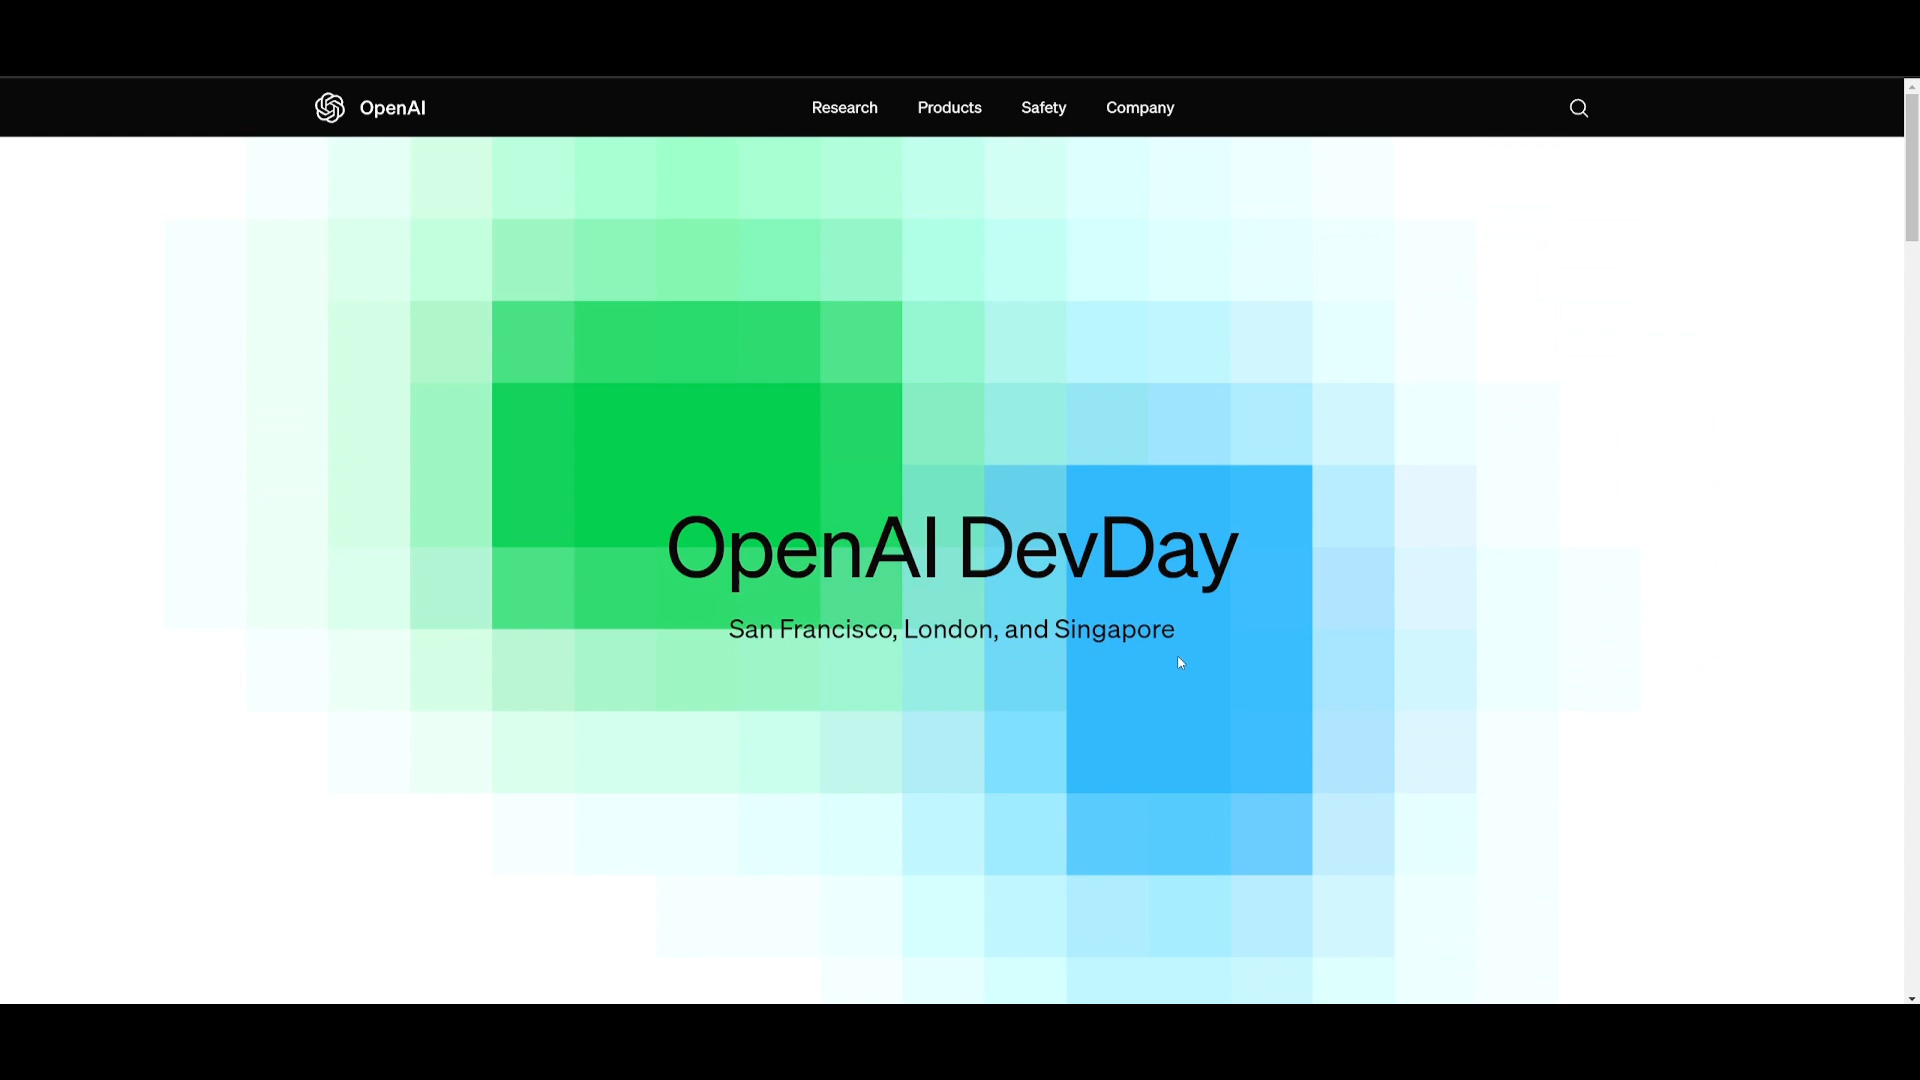 OpenAI
Research Products Safety Company
OpenAI DevDay
San Francisco, London, and Singapore